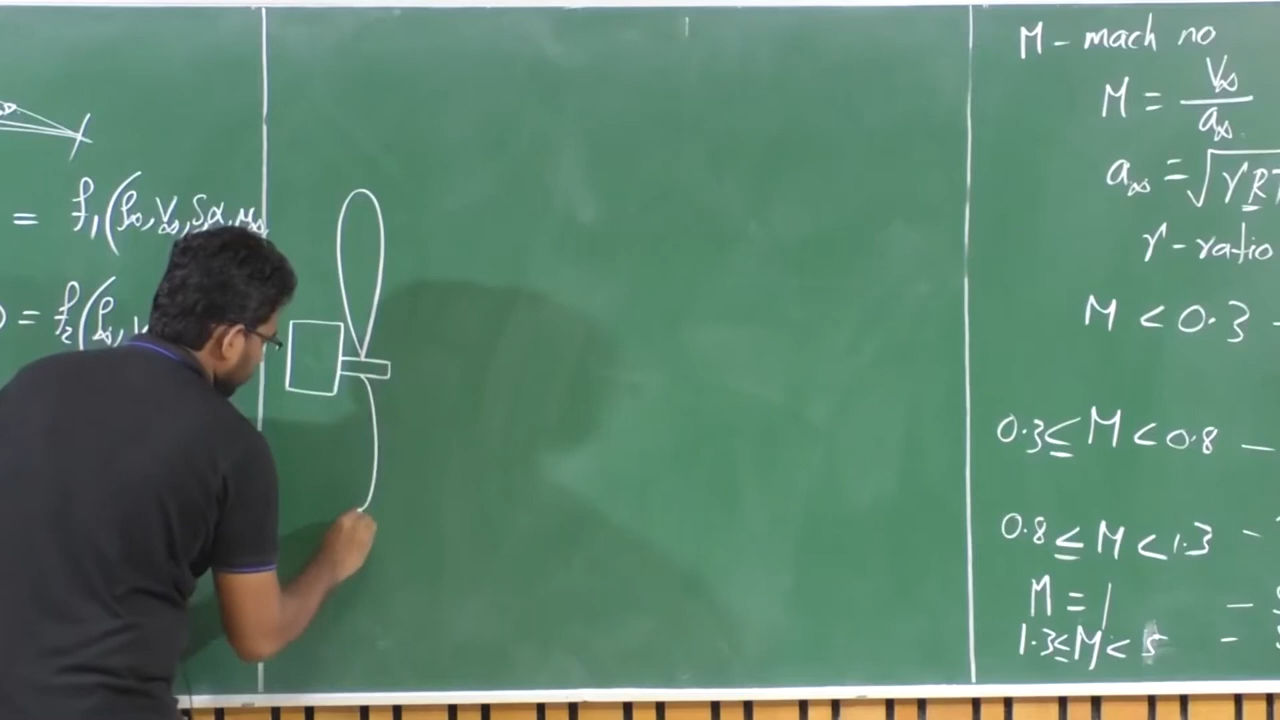 = f₁(ρ∞, V∞, S, α, μ∞,
D = f₂(ρ∞, V
M - mach no
M = V∞ / a∞
a∞ = √γRT
γ - ratio
M < 0.3 -
0.3 ≤ M < 0.8 -
0.8 ≤ M < 1.3 -
M = 1 -
1.3 ≤ M < 5 -